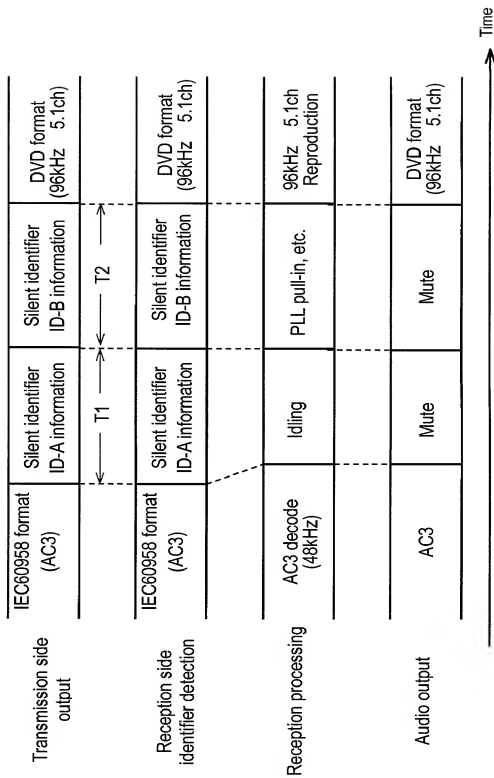 Transmission side
output
IEC60958 format
(AC3)
Silent identifier
ID-A information
Silent identifier
ID-B information
DVD format
(96kHz 5.1ch)
T1
T2
Reception side
identifier detection
IEC60958 format
(AC3)
Silent identifier
ID-A information
Silent identifier
ID-B information
DVD format
(96kHz 5.1ch)
Reception processing
AC3 decode
(48kHz)
Idling
PLL pull-in, etc.
96kHz 5.1ch
Reproduction
Audio output
AC3
Mute
Mute
DVD format
(96kHz 5.1ch)
Time